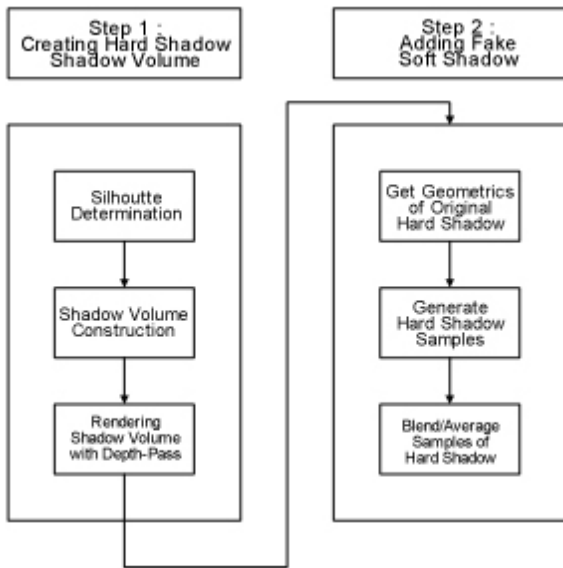 Step 1 :
Creating Hard Shadow
Shadow Volume
Step 2 :
Adding Fake
Soft Shadow
Silhoutte
Determination
Shadow Volume
Construction
Rendering
Shadow Volume
with Depth-Pass
Get Geometrics
of Original
Hard Shadow
Generate
Hard Shadow
Samples
Blend/Average
Samples of
Hard Shadow